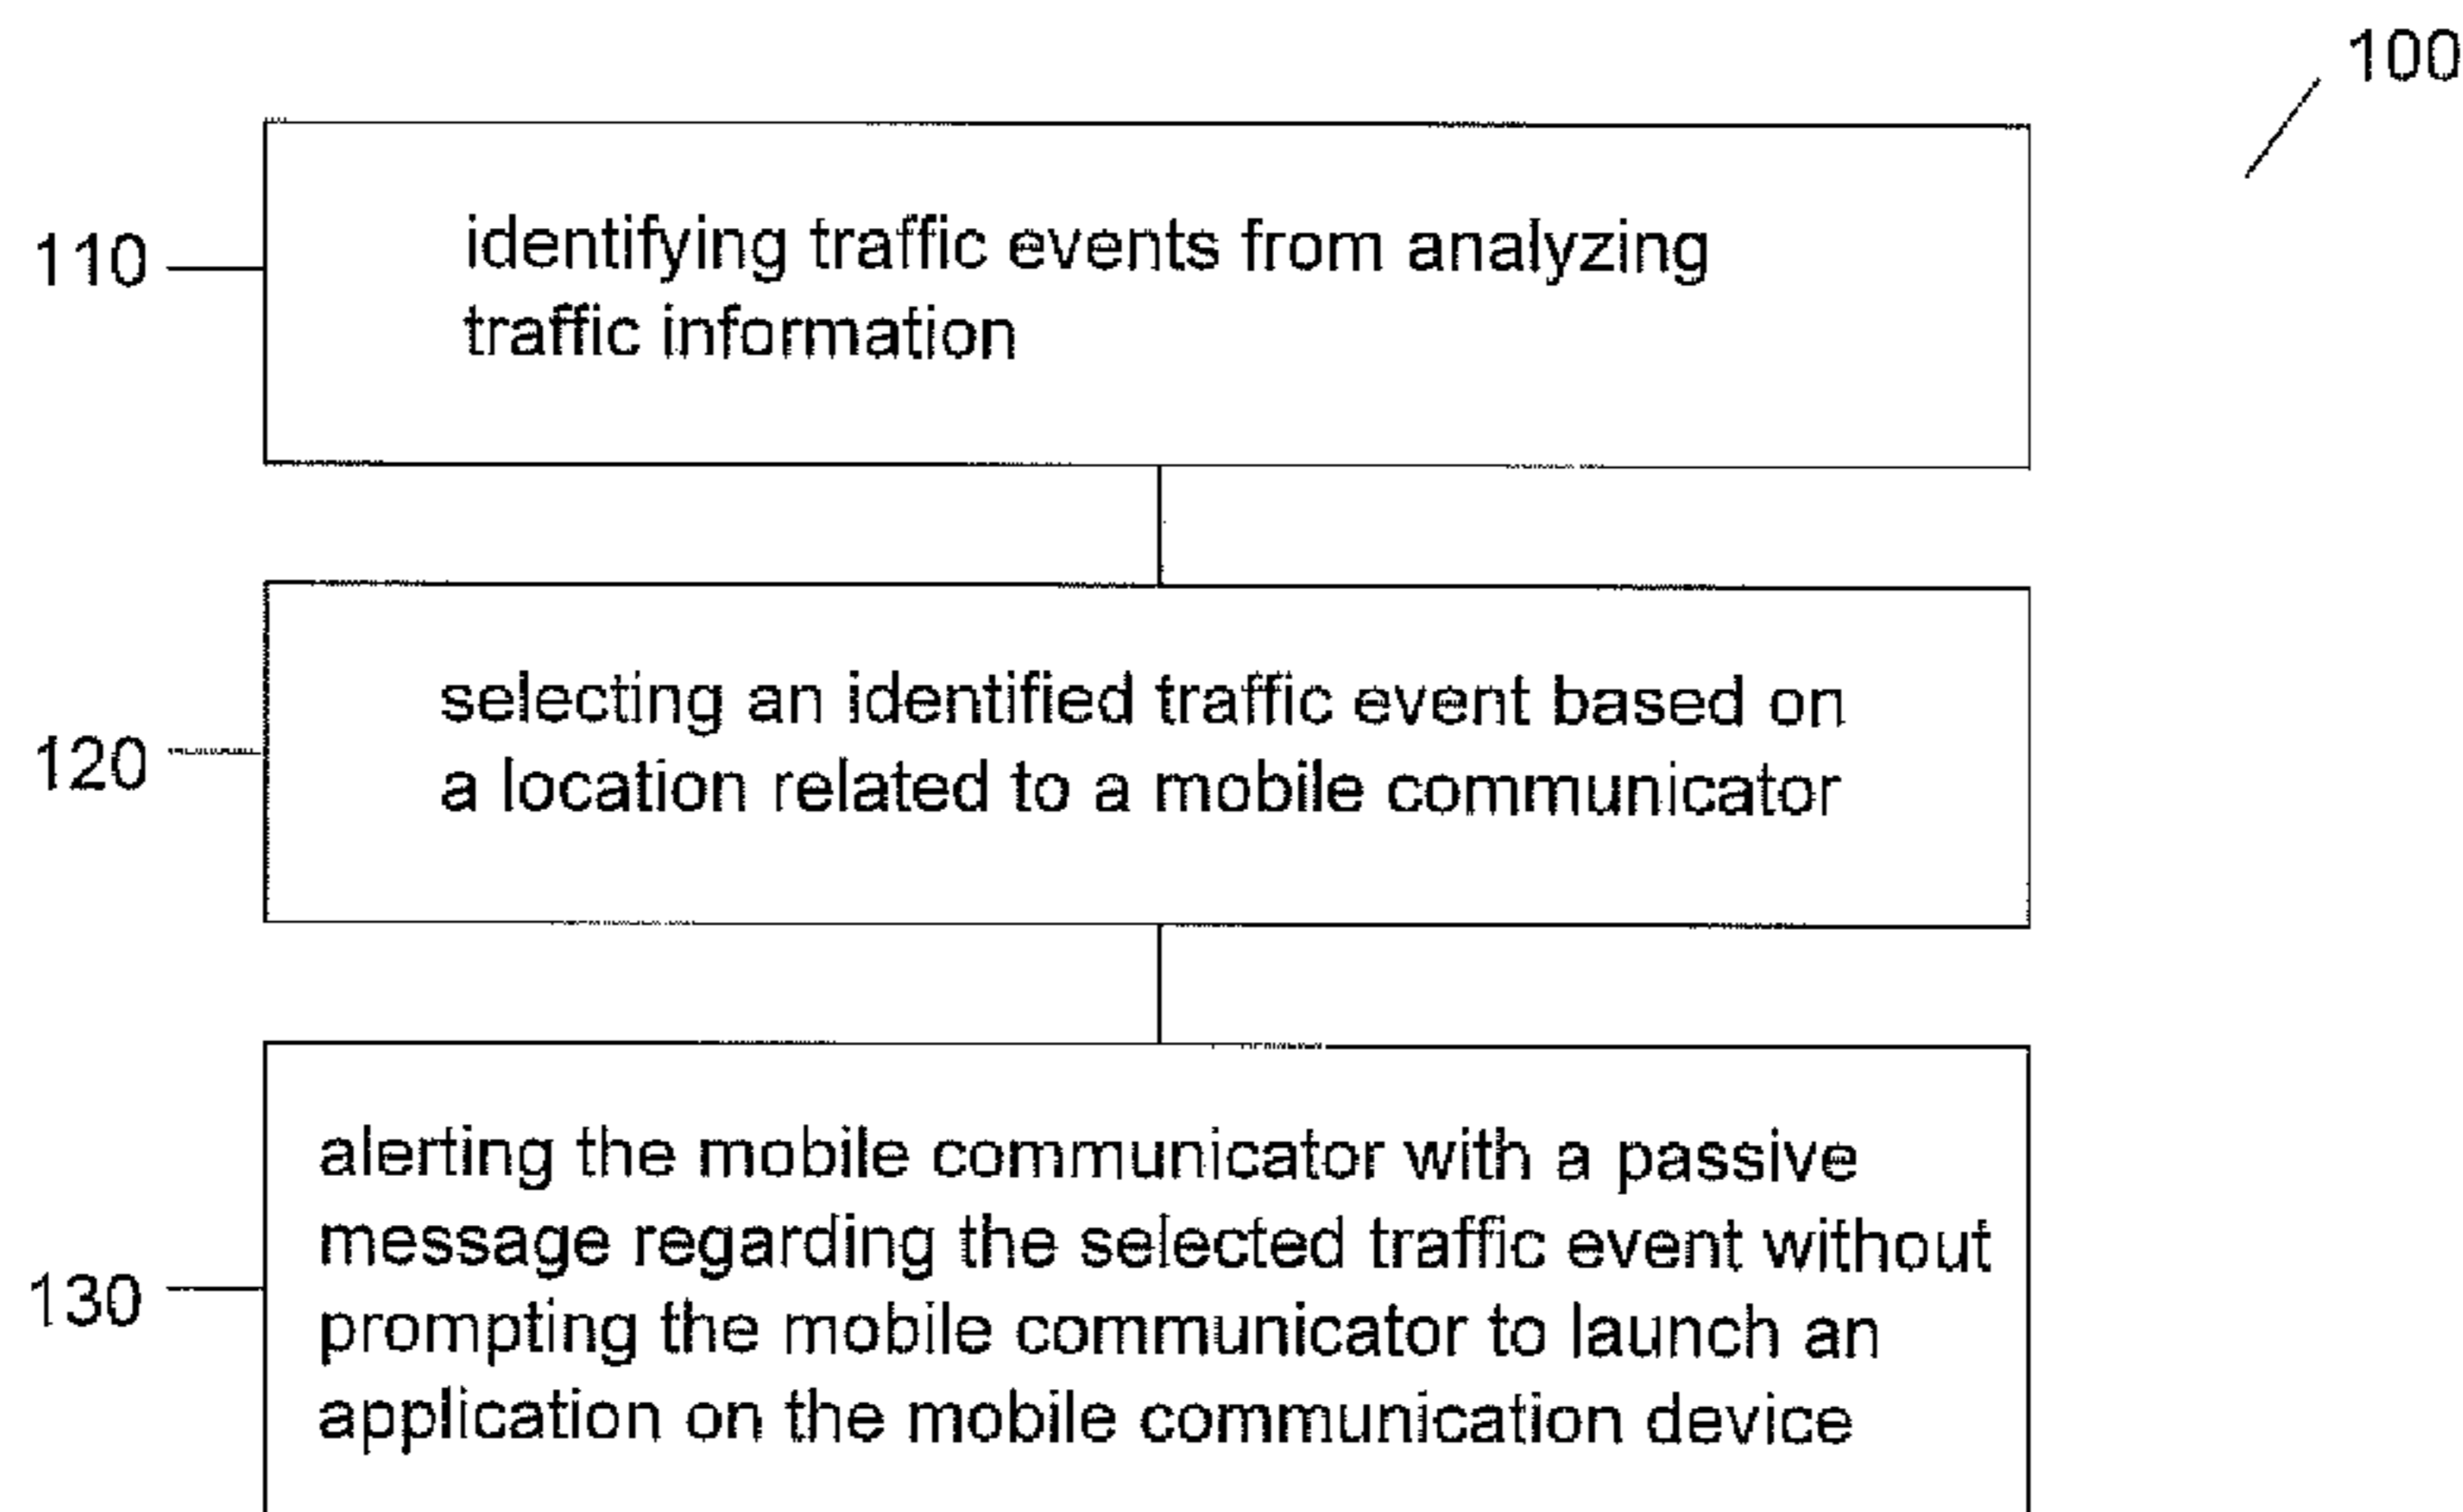 100
110
identifying traffic events from analyzing
traffic information
120
selecting an identified traffic event based on
a location related to a mobile communicator
130
alerting the mobile communicator with a passive
message regarding the selected traffic event without
prompting the mobile communicator to launch an
application on the mobile communication device